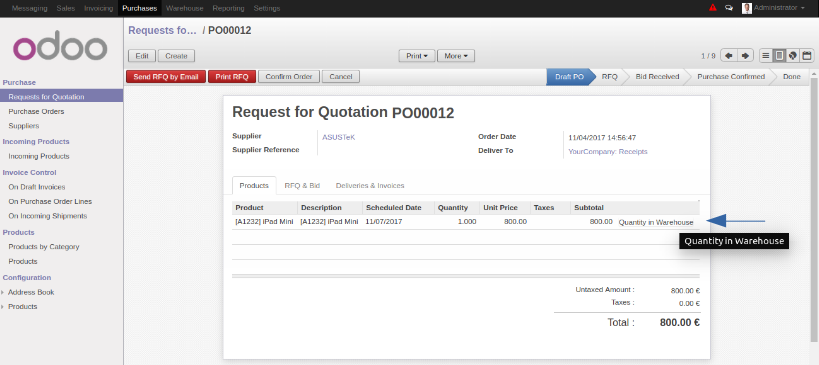 Messaging Sales Invoicing Purchases Warehouse Reporting Settings Administrator
odoo
Requests fo... / PO00012
Edit Create Print More 1 / 9
Send RFQ by Email Print RFQ Confirm Order Cancel Draft PO RFQ Bid Received Purchase Confirmed Done
Purchase
Requests for Quotation
Purchase Orders
Suppliers
Incoming Products
Incoming Products
Invoice Control
On Draft Invoices
On Purchase Order Lines
On Incoming Shipments
Products
Products by Category
Products
Configuration
Address Book
Products
Request for Quotation PO00012
Supplier ASUSTeK Order Date 11/04/2017 14:56:47
Supplier Reference Deliver To YourCompany: Receipts
Products RFQ & Bid Deliveries & Invoices
Product Description Scheduled Date Quantity Unit Price Taxes Subtotal
[A1232] iPad Mini [A1232] iPad Mini 11/07/2017 1.000 800.00 800.00 Quantity in Warehouse
Quantity in Warehouse
Untaxed Amount : 800.00 €
Taxes : 0.00 €
Total : 800.00 €